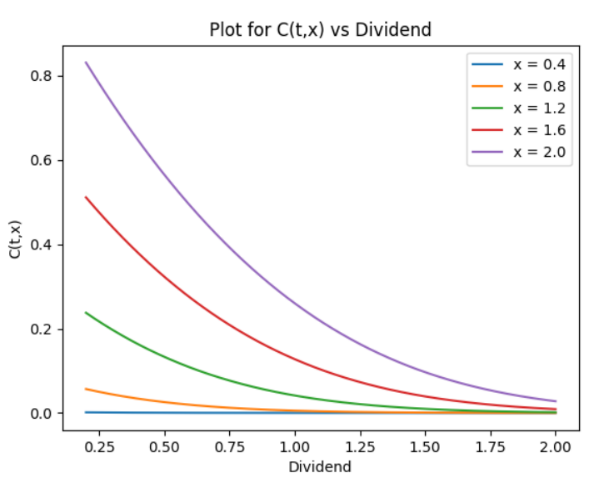 Plot for C(t,x) vs Dividend
x = 0.4
x = 0.8
x = 1.2
x = 1.6
x = 2.0
C(t,x)
0.8
0.6
0.4
0.2
0.0
0.25 0.50 0.75 1.00 1.25 1.50 1.75 2.00
Dividend